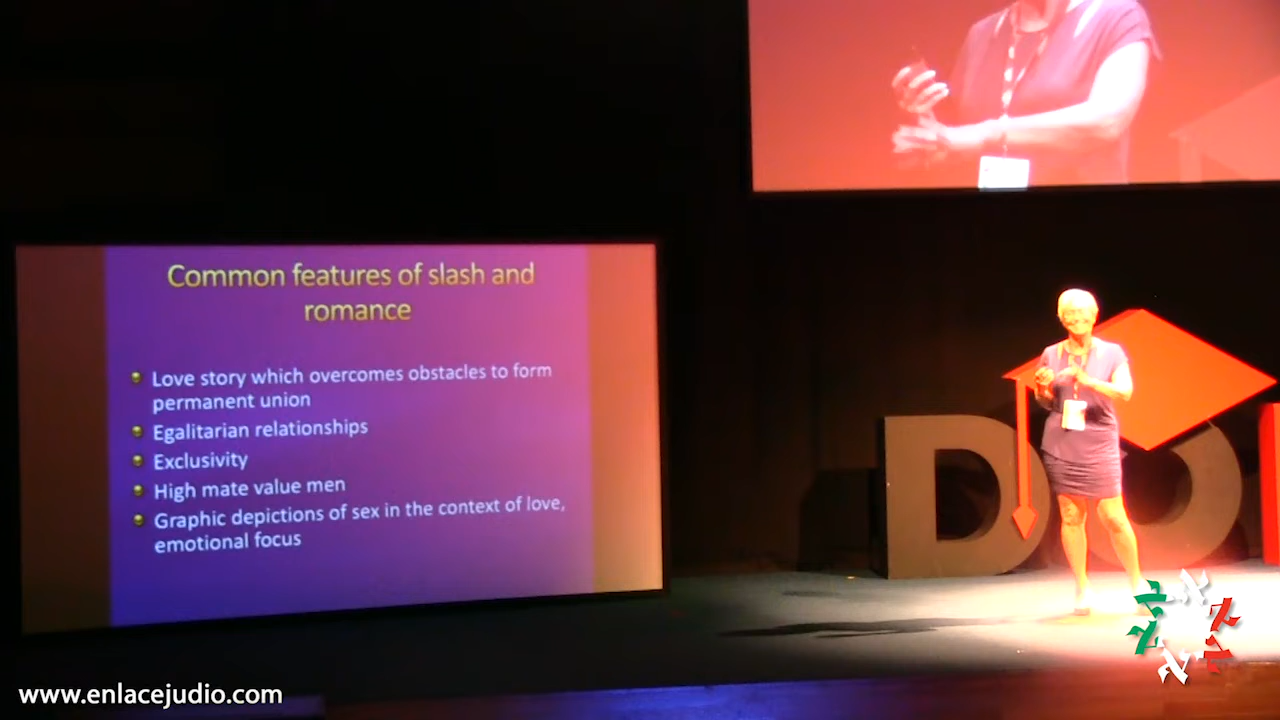 Common features of slash and
romance
Love story which overcomes obstacles to form
permanent union
Egalitarian relationships
Exclusivity
High mate value men
Graphic depictions of sex in the context of love,
emotional focus
DO
www.enlacejudio.com